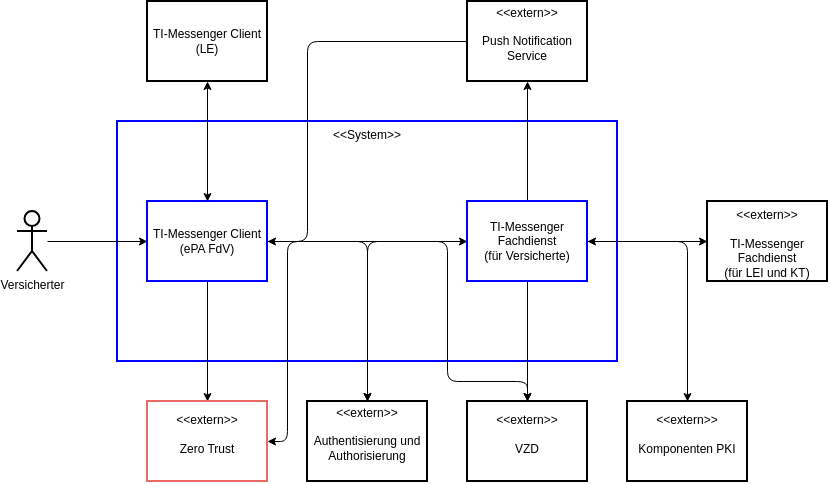 TI-Messenger Client
(LE)
<<extern>>
Push Notification
Service
<<System>>
Versicherter
TI-Messenger Client
(ePA FdV)
TI-Messenger
Fachdienst
(für Versicherte)
<<extern>>
TI-Messenger
Fachdienst
(für LEI und KT)
<<extern>>
Zero Trust
<<extern>>
Authentisierung und
Authorisierung
<<extern>>
VZD
<<extern>>
Komponenten PKI